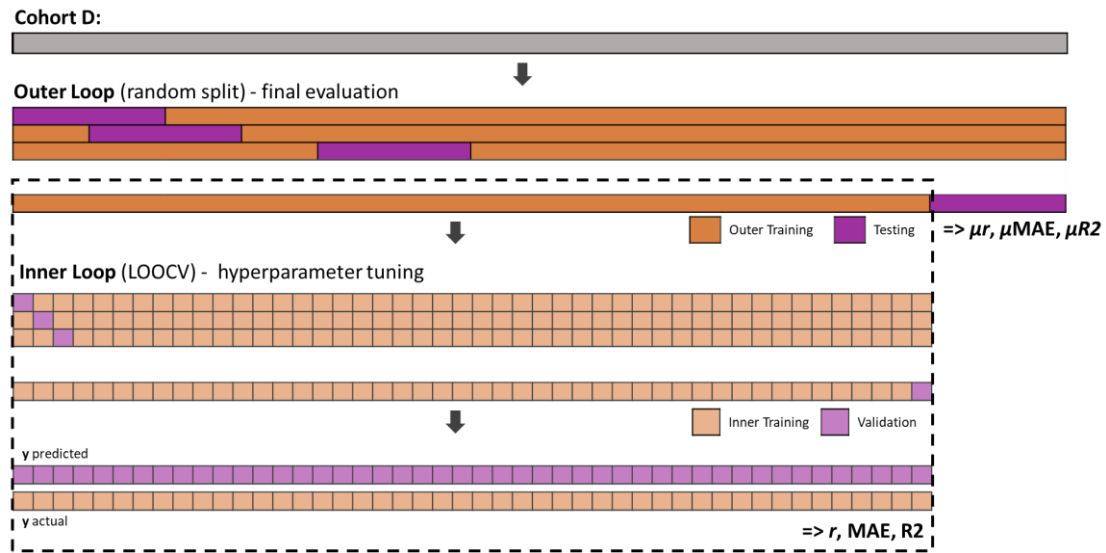 Cohort D:
Outer Loop (random split) - final evaluation
Outer Training
Testing
=> μr, μMAE, μR2
Inner Loop (LOOCV) - hyperparameter tuning
Inner Training
Validation
y predicted
y actual
=> r, MAE, R2